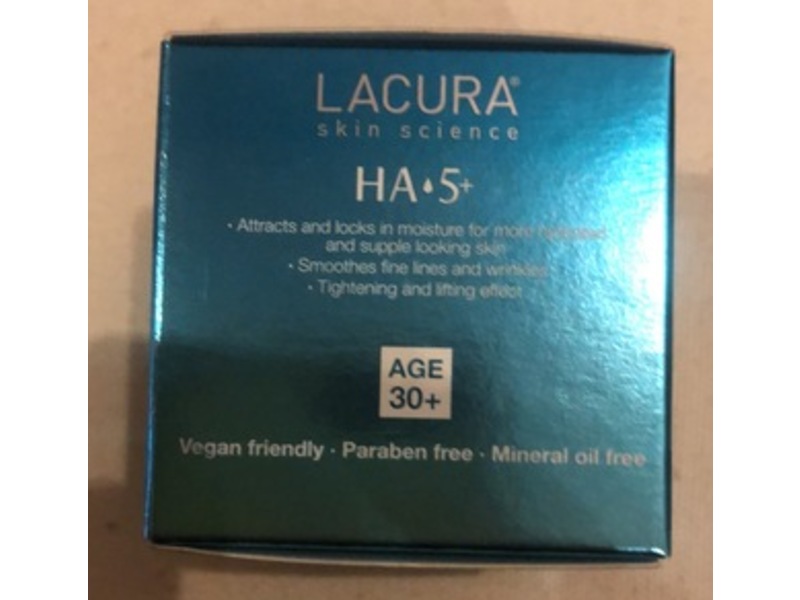 LACURA®
skin science
HA•5+
• Attracts and locks in moisture for more hydrated
and supple looking skin
• Smoothes fine lines and wrinkles
• Tightening and lifting effect
AGE
30+
Vegan friendly • Paraben free • Mineral oil free